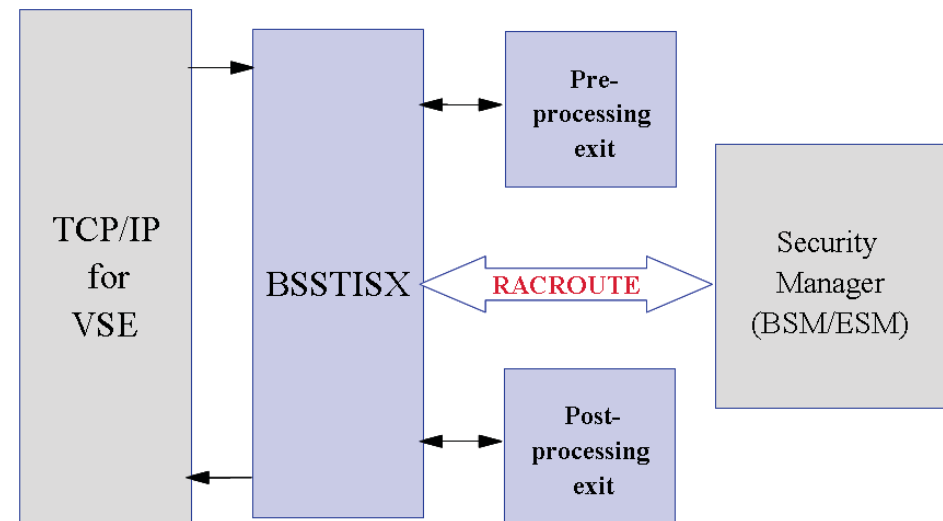 TCP/IP
for
VSE
BSSTISX
Pre-
processing
exit
RACROUTE
Security
Manager
(BSM/ESM)
Post-
processing
exit